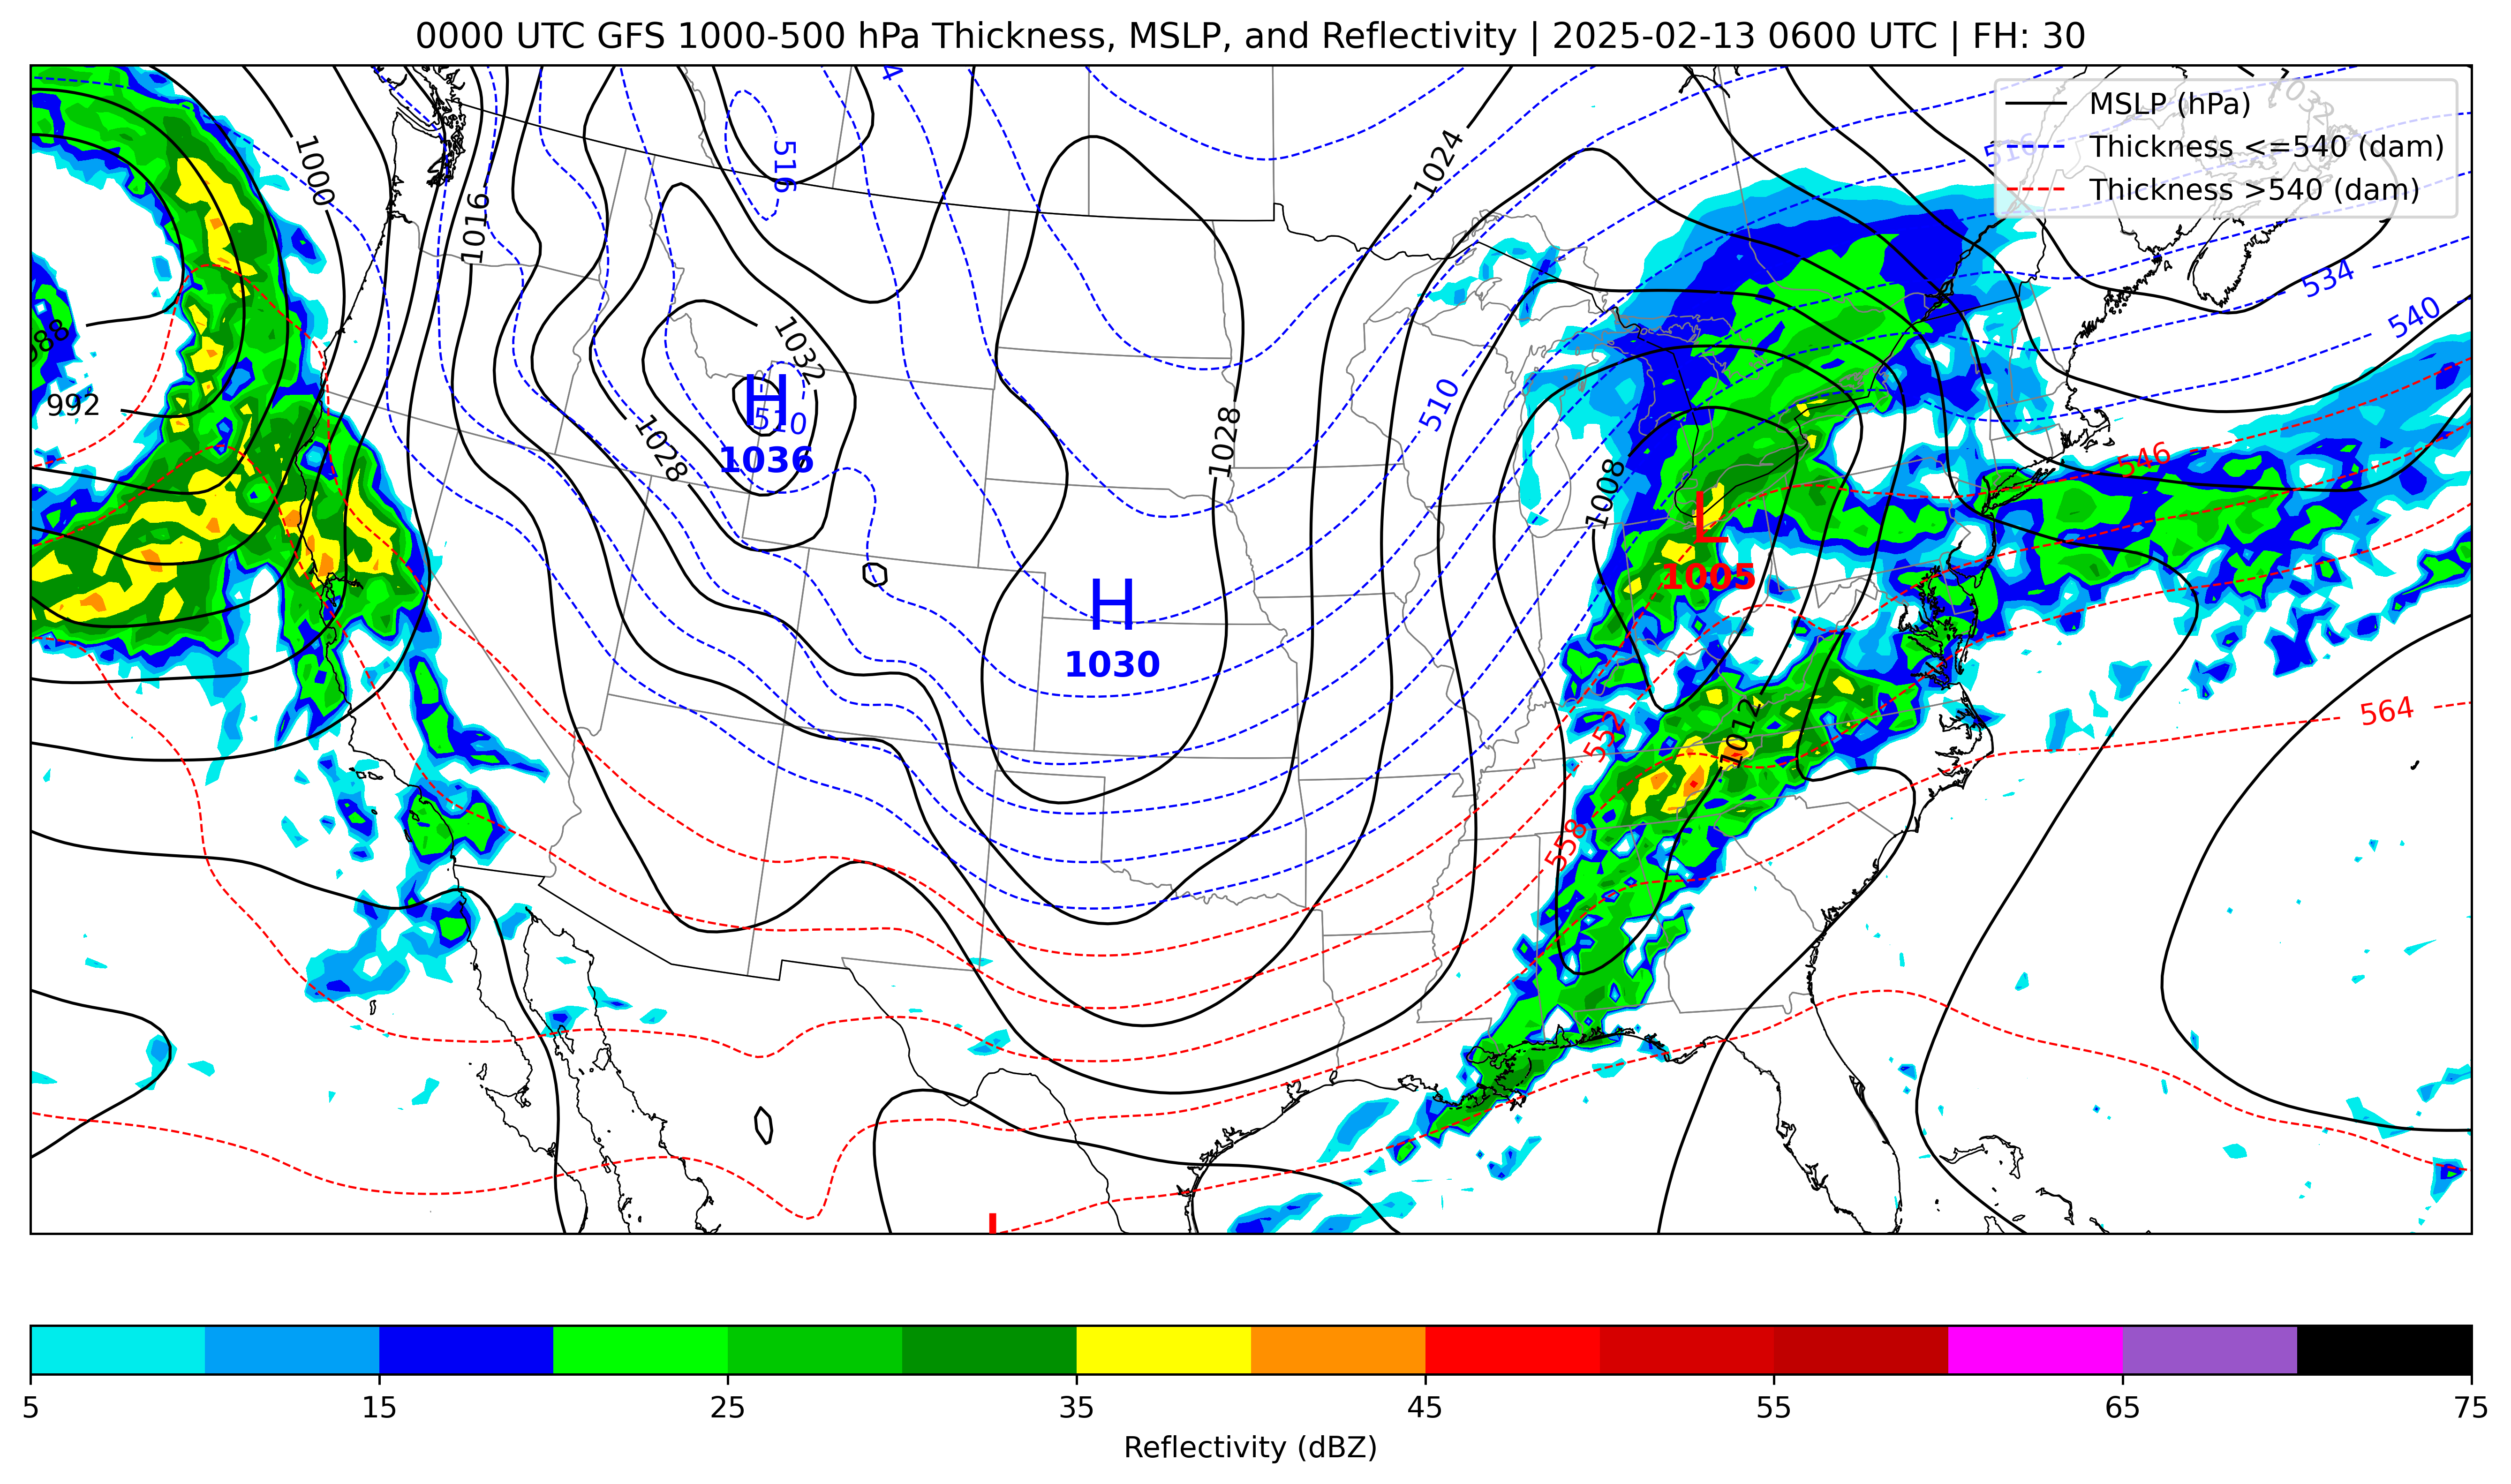 0000 UTC GFS 1000-500 hPa Thickness, MSLP, and Reflectivity | 2025-02-13 0600 UTC | FH: 30
MSLP (hPa)
Thickness <=540 (dam)
Thickness >540 (dam)
1032
516
1000
516
1024
1016
534
540
988
992
1032
H
510
1036
1028
510
1028
1008
546
L
1005
H
1030
564
552
1012
558
L
5 15 25 35 45 55 65 75
Reflectivity (dBZ)